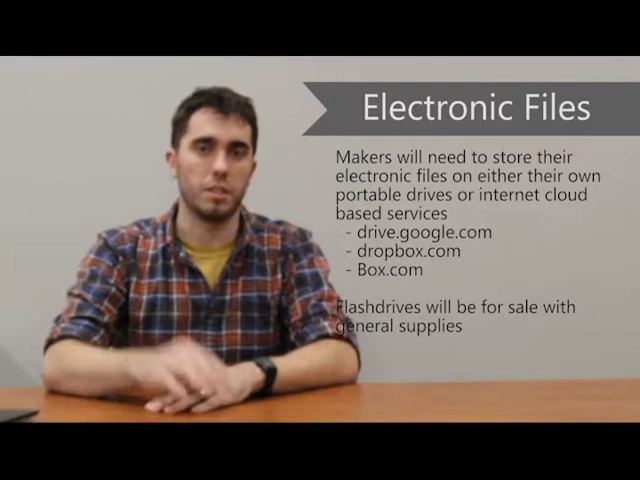 Electronic Files
Makers will need to store their
electronic files on either their own
portable drives or internet cloud
based services
- drive.google.com
- dropbox.com
- Box.com
Flashdrives will be for sale with
general supplies